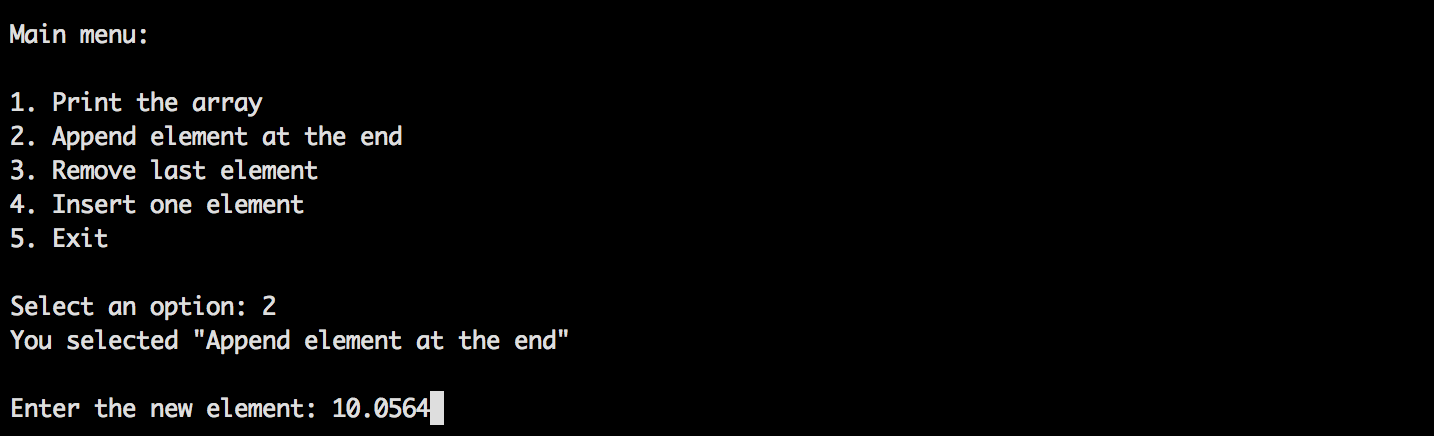 Main menu:
1. Print the array
2. Append element at the end
3. Remove last element
4. Insert one element
5. Exit
Select an option: 2
You selected "Append element at the end"
Enter the new element: 10.0564